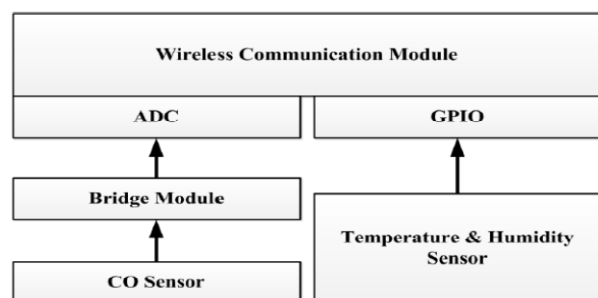 Wireless Communication Module
ADC
GPIO
Bridge Module
Temperature & Humidity
Sensor
CO Sensor